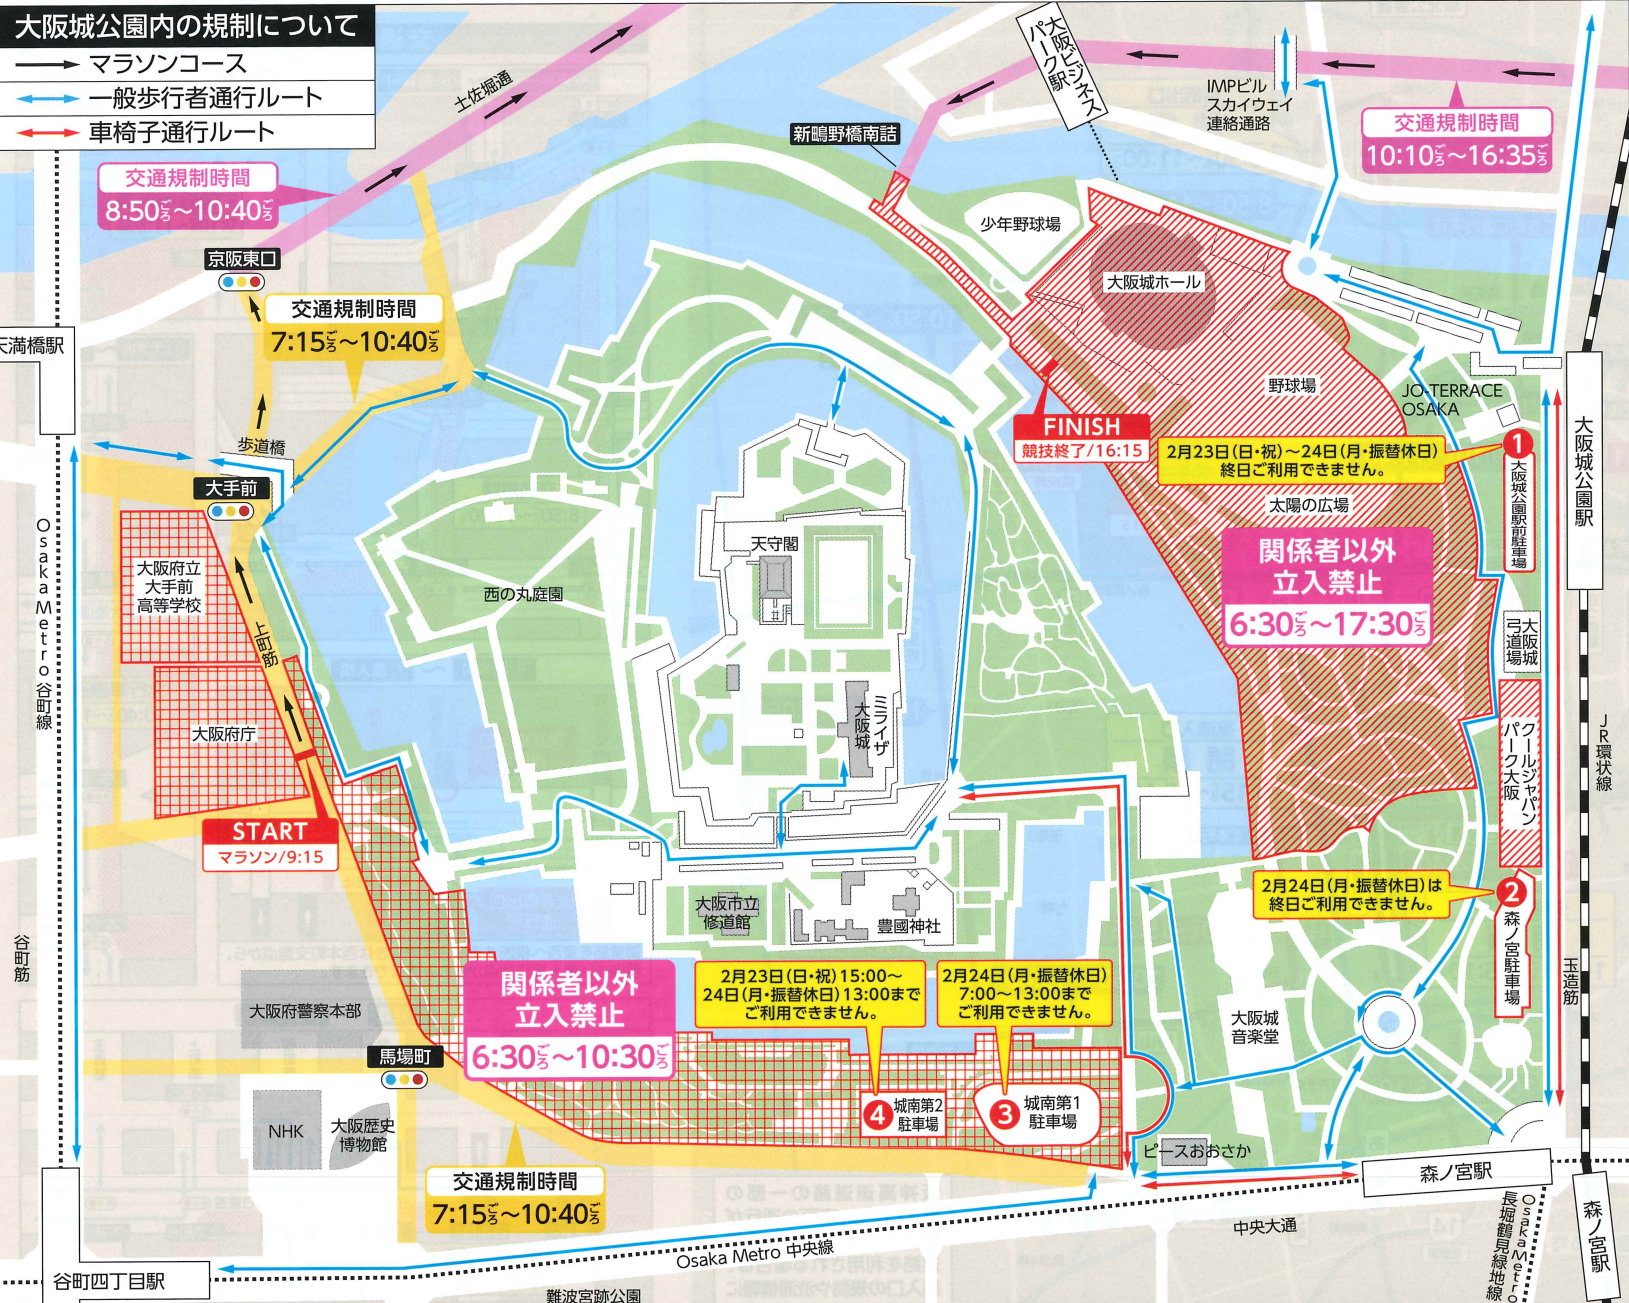 大阪城公園内の規制について
マラソンコース
一般歩行者通行ルート
車椅子通行ルート
土佐堀通
大阪ビジネス
パーク駅
IMPビル
スカイウェイ
連絡通路
交通規制時間
10:10ごろ～16:35ごろ
新鴫野橋南詰
交通規制時間
8:50ごろ～10:40ごろ
少年野球場
京阪東口
大阪城ホール
交通規制時間
7:15ごろ～10:40ごろ
天満橋駅
野球場
JO-TERRACE
OSAKA
FINISH
競技終了/16:15
2月23日(日・祝)～24日(月・振替休日)
終日ご利用できません。
1
大阪城公園駅前駐車場
大阪城公園駅
歩道橋
大手前
太陽の広場
関係者以外
立入禁止
6:30ごろ～17:30ごろ
Osaka Metro 谷町線
大阪府立
大手前
高等学校
上町筋
西の丸庭園
天守閣
大阪城
弓道場
大阪府庁
ミライザ
大阪城
クールジャパン
パーク大阪
JR環状線
START
マラソン/9:15
2月24日(月・振替休日)は
終日ご利用できません。
2
森ノ宮駐車場
大阪市立
修道館
豊國神社
谷町筋
玉造筋
大阪府警察本部
関係者以外
立入禁止
6:30ごろ～10:30ごろ
2月23日(日・祝)15:00～
24日(月・振替休日)13:00まで
ご利用できません。
2月24日(月・振替休日)
7:00～13:00まで
ご利用できません。
大阪城
音楽堂
馬場町
4
城南第2
駐車場
3
城南第1
駐車場
NHK
大阪歴史
博物館
ピースおおさか
交通規制時間
7:15ごろ～10:40ごろ
森ノ宮駅
森ノ宮駅
Osaka Metro
長堀鶴見緑地線
中央大通
Osaka Metro 中央線
谷町四丁目駅
難波宮跡公園